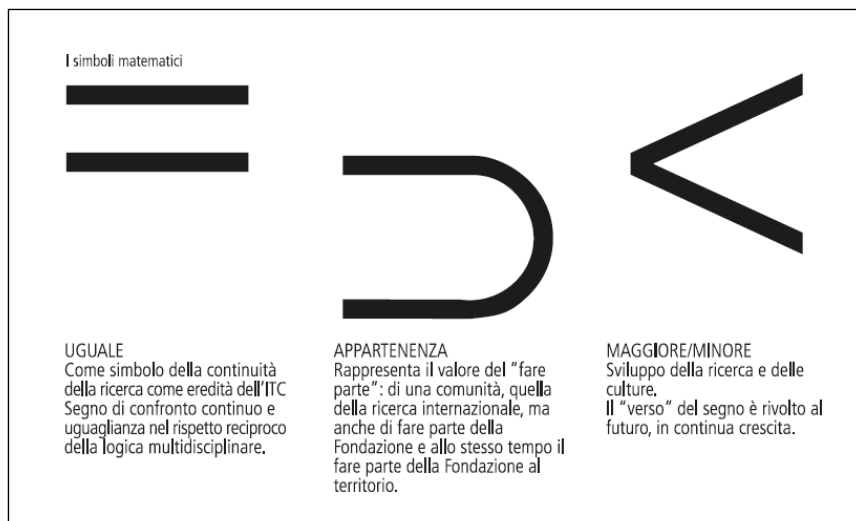 I simboli matematici
UGUALE
Come simbolo della continuità
della ricerca come eredità dell'ITC
Segno di confronto continuo e
uguaglianza nel rispetto reciproco
della logica multidisciplinare.
APPARTENENZA
Rappresenta il valore del "fare
parte": di una comunità, quella
della ricerca internazionale, ma
anche di fare parte della
Fondazione e allo stesso tempo il
fare parte della Fondazione al
territorio.
MAGGIORE/MINORE
Sviluppo della ricerca e delle
culture.
Il "verso" del segno è rivolto al
futuro, in continua crescita.